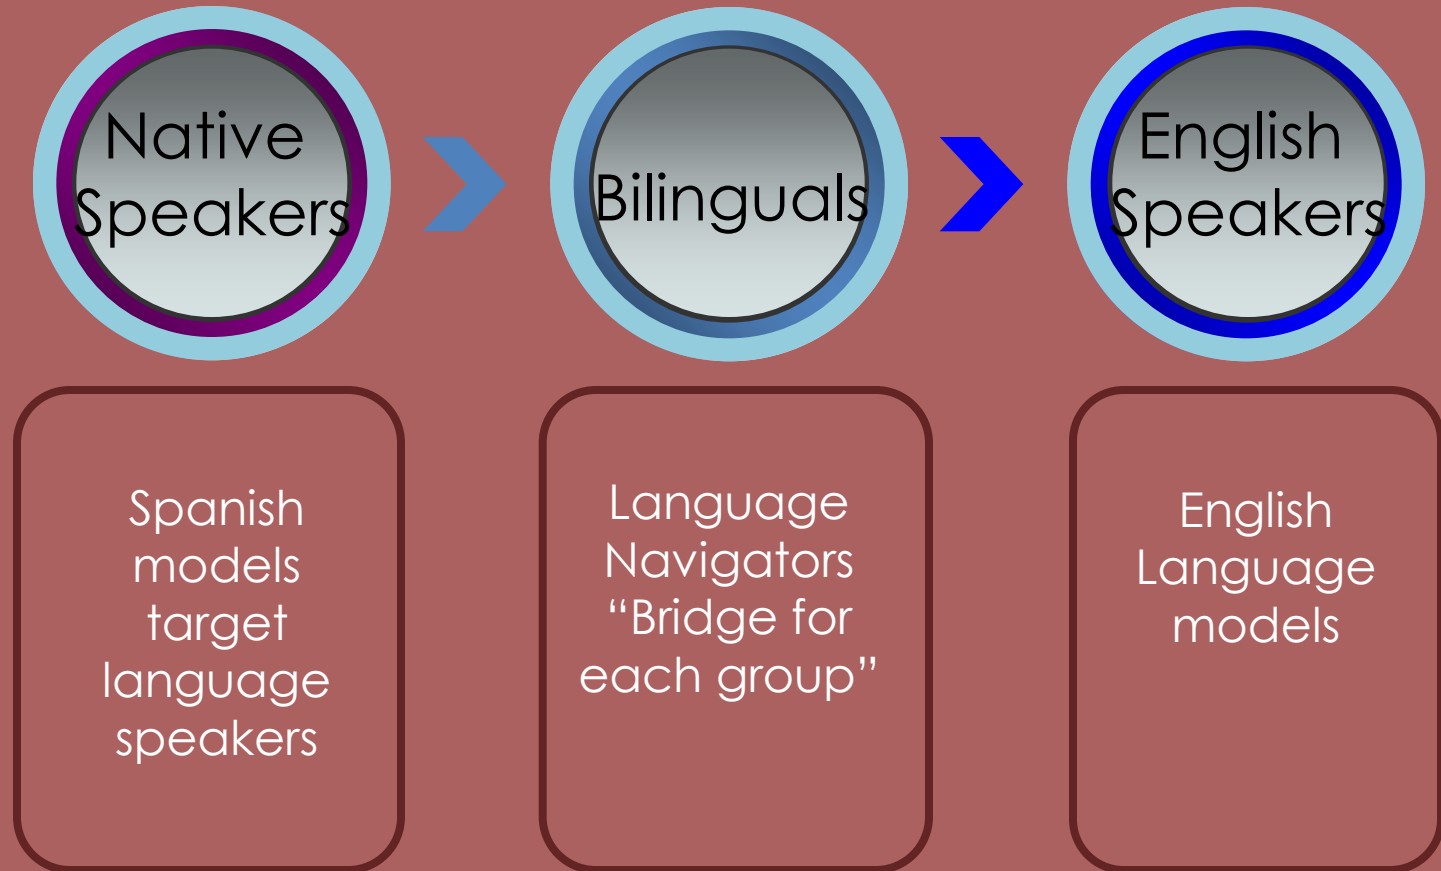 Native
Speakers
Bilinguals
English
Speakers
Spanish
models
target
language
speakers
Language
Navigators
“Bridge for
each group”
English
Language
models